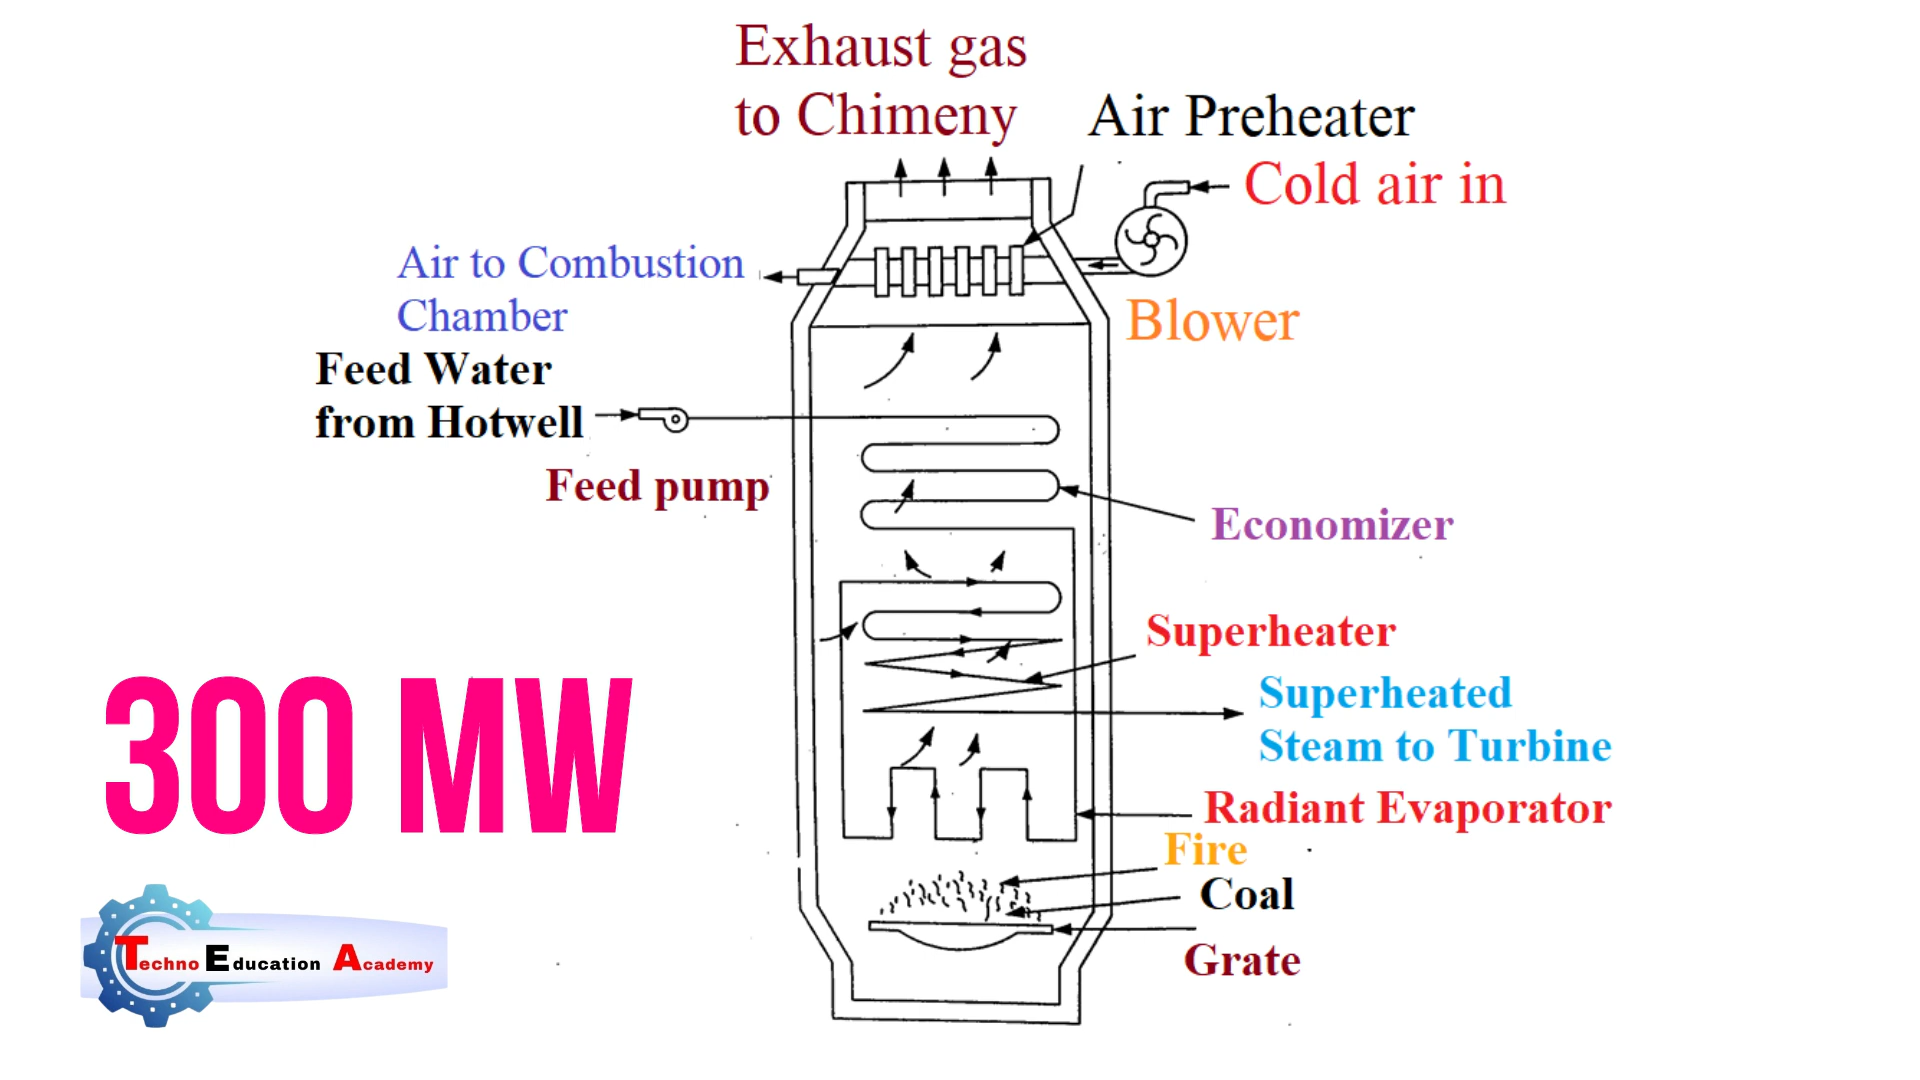 Exhaust gas
to Chimeny
Air Preheater
Cold air in
Air to Combustion
Chamber
Blower
Feed Water
from Hotwell
Feed pump
Economizer
Superheater
Superheated
Steam to Turbine
300 MW
Radiant Evaporator
Fire
Coal
Grate
Techno Education Academy